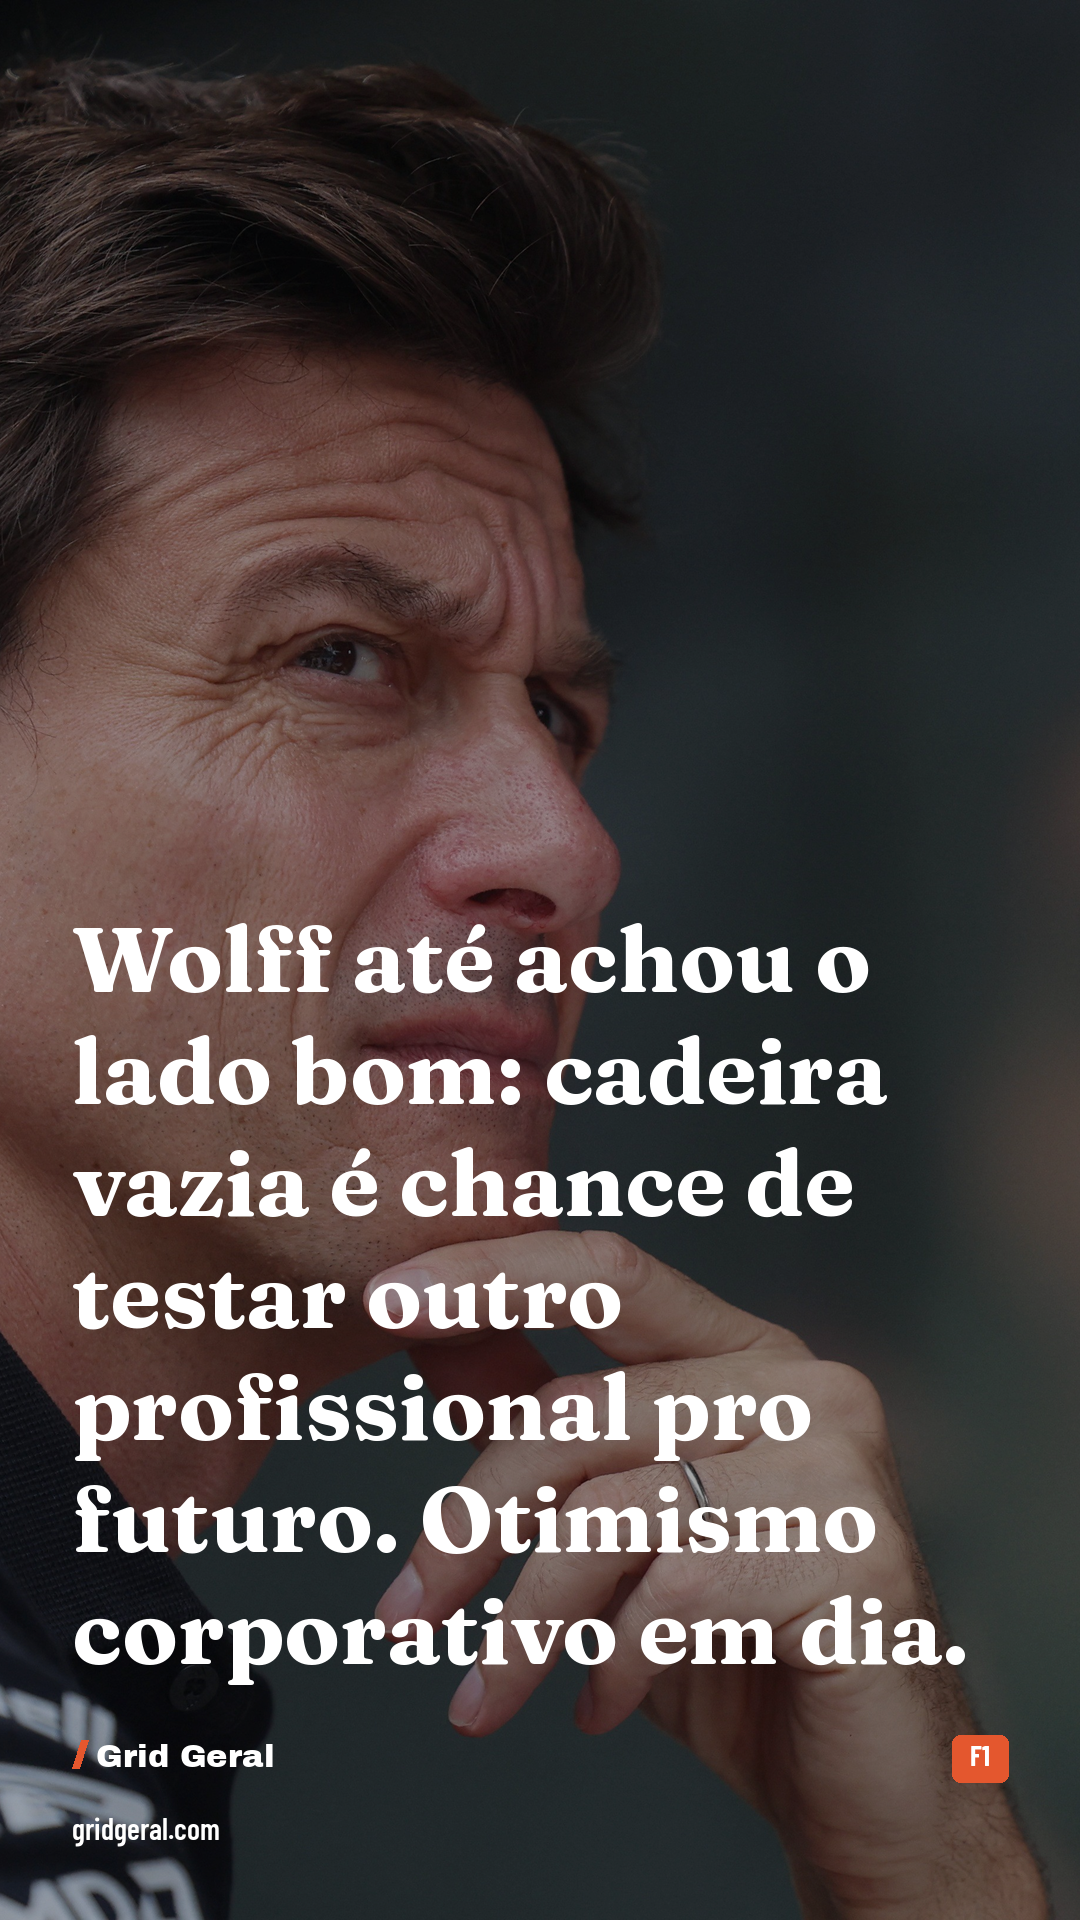 Wolff até achou o
lado bom: cadeira
vazia é chance de
testar outro
profissional pro
futuro. Otimismo
corporativo em dia.
/ Grid Geral
F1
gridgeral.com